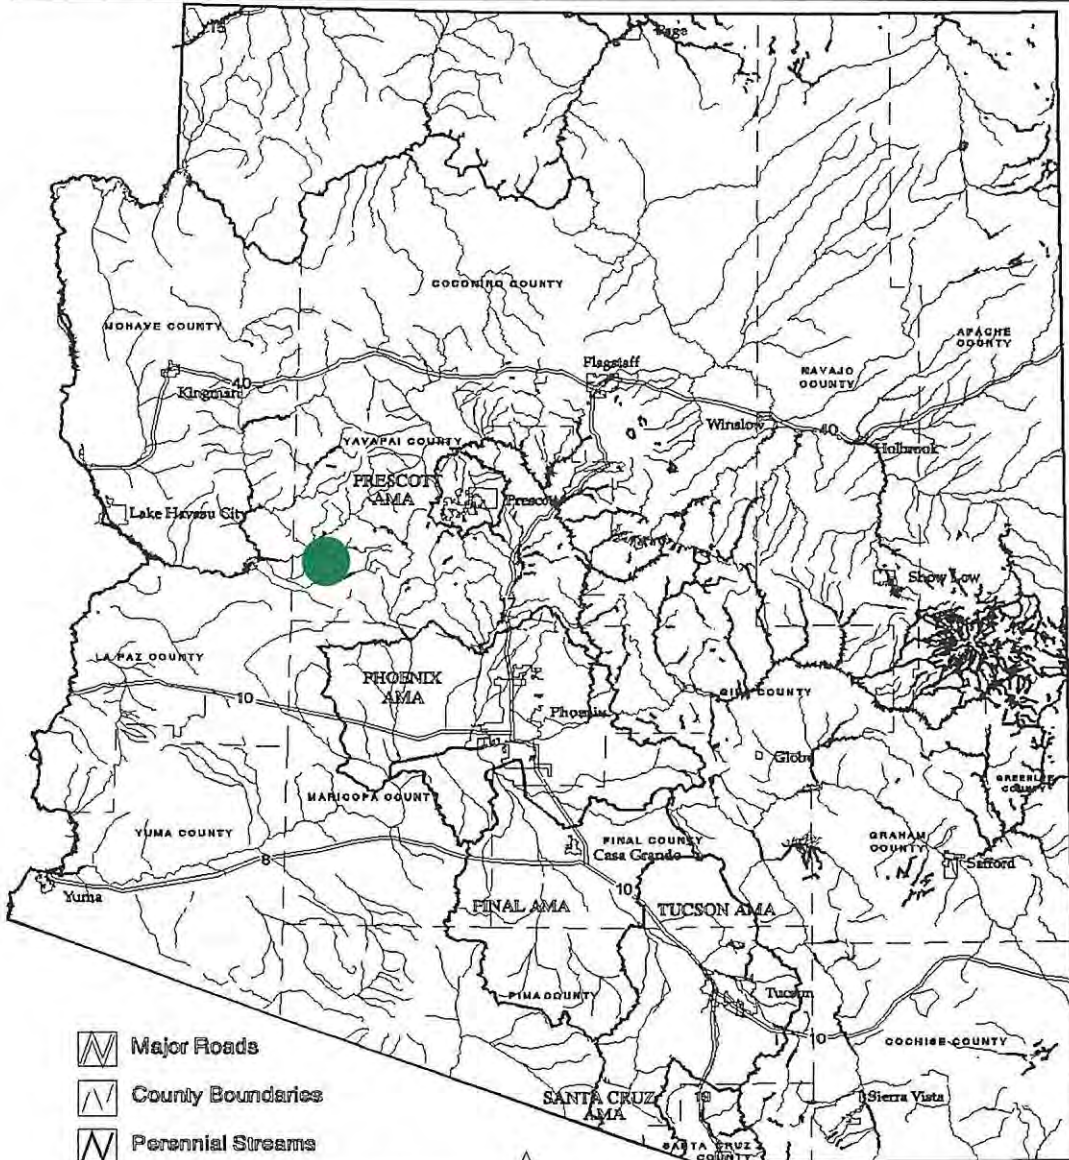 15
Page
COCONINO COUNTY
MOHAVE COUNTY
APACHE
COUNTY
Flagstaff
NAVAJO
COUNTY
Kingman
40
Winslow
40
Holbrook
YAVAPAI COUNTY
PRESCOTT
AMA
Prescott
Lake Havasu City
Show Low
LA PAZ COUNTY
PHOENIX
AMA
GILA COUNTY
10
Phoenix
Globe
GREENLEE
COUNTY
MARICOPA COUNTY
YUMA COUNTY
PINAL COUNTY
GRAHAM
COUNTY
8
Casa Grande
Safford
10
Yuma
PINAL AMA
TUCSON AMA
PIMA COUNTY
Tucson
10
COCHISE COUNTY
Major Roads
County Boundaries
SANTA CRUZ
AMA
19
Sierra Vista
Perennial Streams
SANTA CRUZ
COUNTY